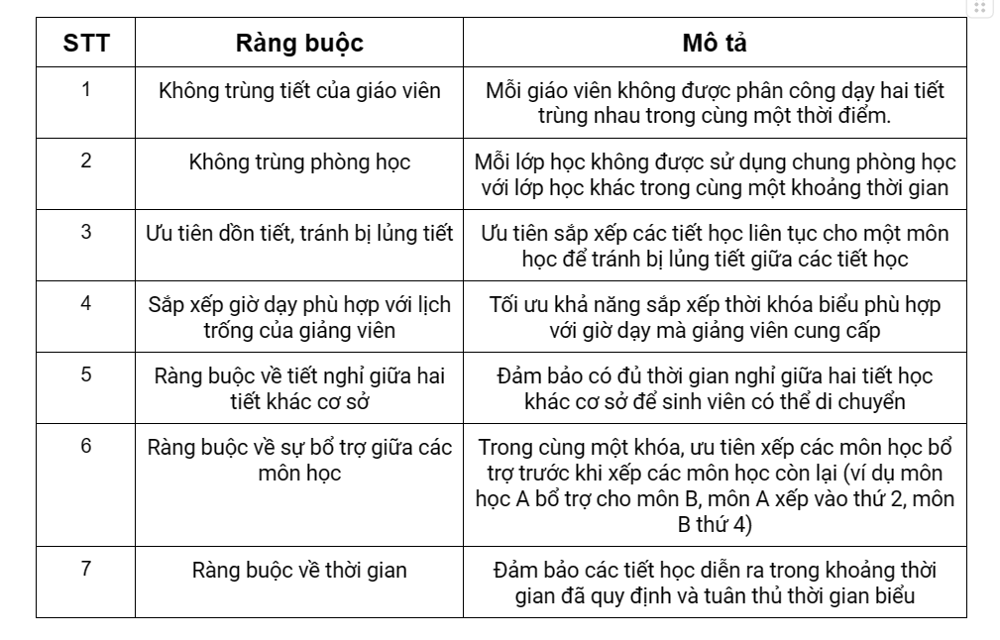 STT Ràng buộc Mô tả
1 Không trùng tiết của giáo viên Mỗi giáo viên không được phân công dạy hai tiết
trùng nhau trong cùng một thời điểm.
2 Không trùng phòng học Mỗi lớp học không được sử dụng chung phòng học
với lớp học khác trong cùng một khoảng thời gian
3 Ưu tiên dồn tiết, tránh bị lủng tiết Ưu tiên sắp xếp các tiết học liên tục cho một môn
học để tránh bị lủng tiết giữa các tiết học
4 Sắp xếp giờ dạy phù hợp với lịch Tối ưu khả năng sắp xếp thời khóa biểu phù hợp
trống của giảng viên với giờ dạy mà giảng viên cung cấp
5 Ràng buộc về tiết nghỉ giữa hai Đảm bảo có đủ thời gian nghỉ giữa hai tiết học
tiết khác cơ sở khác cơ sở để sinh viên có thể di chuyển
6 Ràng buộc về sự bổ trợ giữa các Trong cùng một khóa, ưu tiên xếp các môn học bổ
môn học trợ trước khi xếp các môn học còn lại (ví dụ môn
học A bổ trợ cho môn B, môn A xếp vào thứ 2, môn
B thứ 4)
7 Ràng buộc về thời gian Đảm bảo các tiết học diễn ra trong khoảng thời
gian đã quy định và tuân thủ thời gian biểu